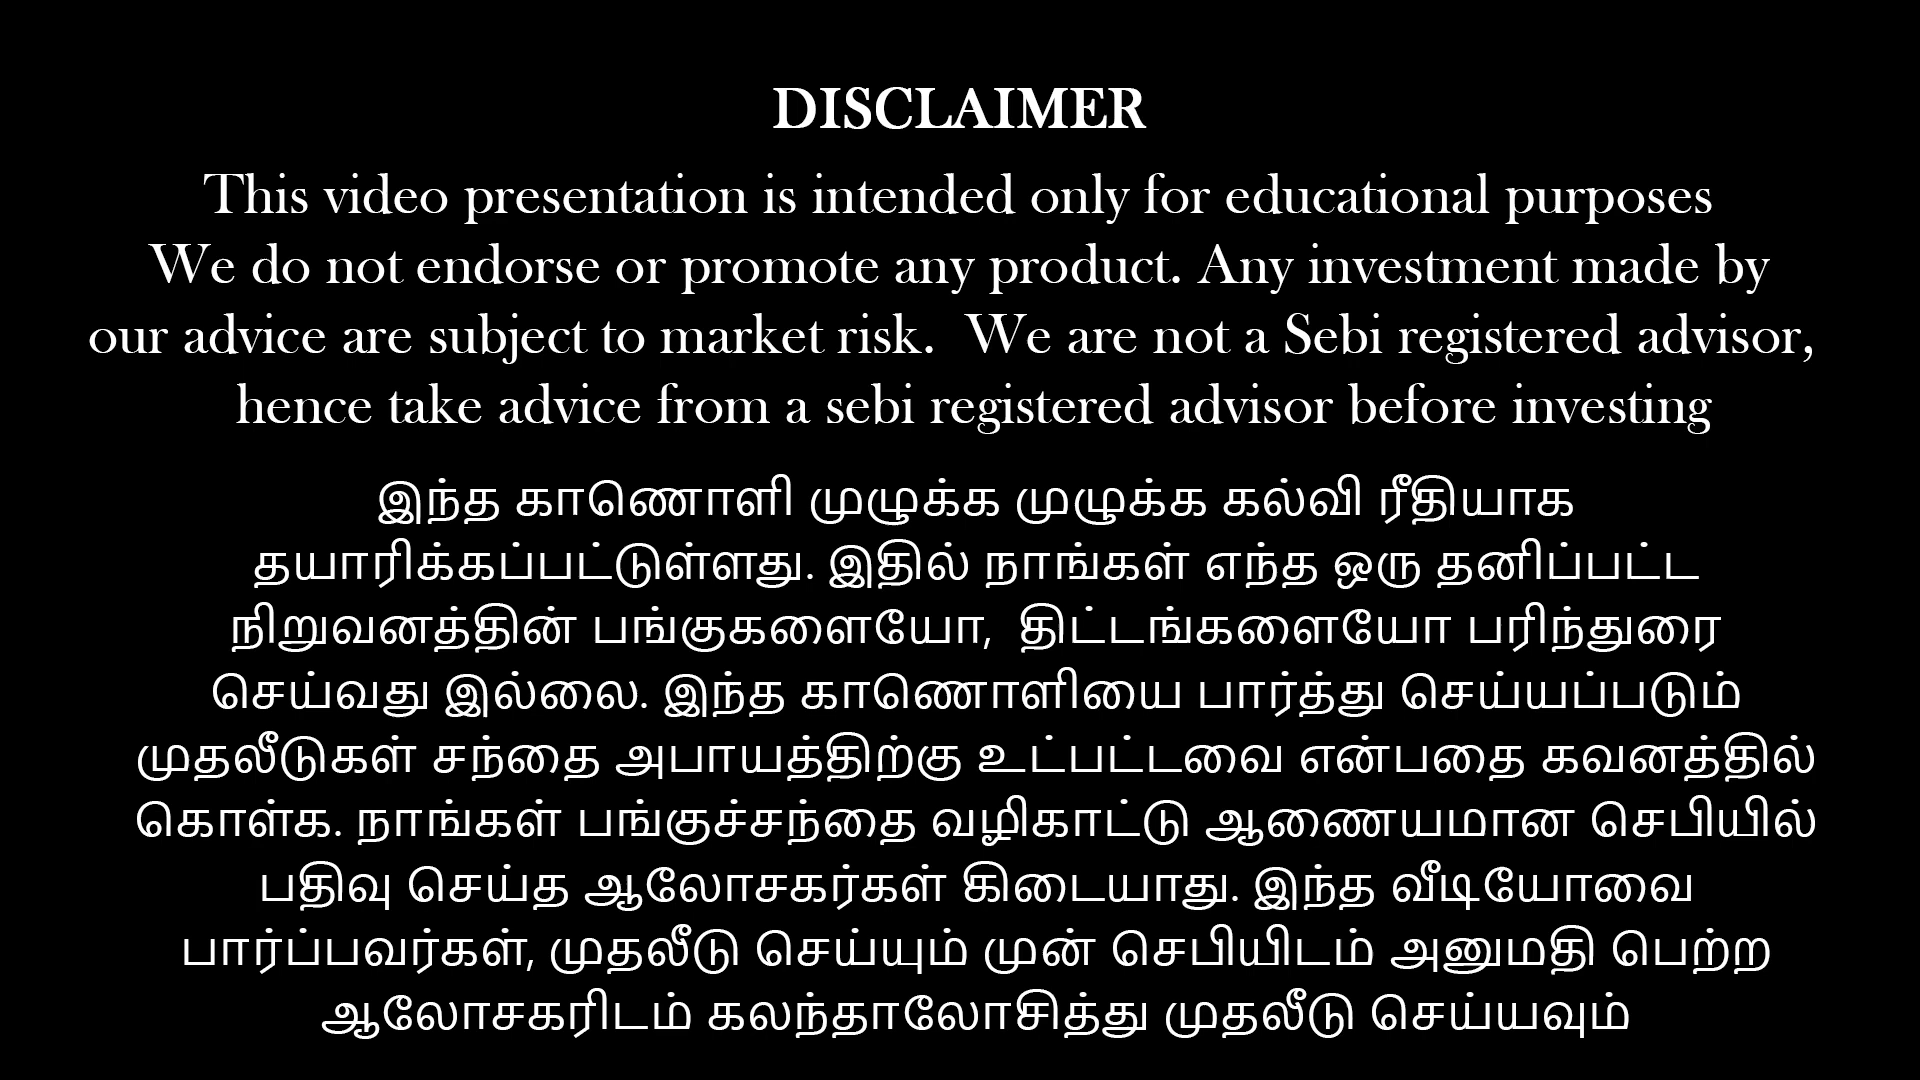 DISCLAIMER
This video presentation is intended only for educational purposes
We do not endorse or promote any product. Any investment made by
our advice are subject to market risk.  We are not a Sebi registered advisor,
hence take advice from a sebi registered advisor before investing
இந்த காணொளி முழுக்க முழுக்க கல்வி ரீதியாக
தயாரிக்கப்பட்டுள்ளது. இதில் நாங்கள் எந்த ஒரு தனிப்பட்ட
நிறுவனத்தின் பங்குகளையோ,  திட்டங்களையோ பரிந்துரை
செய்வது இல்லை. இந்த காணொளியை பார்த்து செய்யப்படும்
முதலீடுகள் சந்தை அபாயத்திற்கு உட்பட்டவை என்பதை கவனத்தில்
கொள்க. நாங்கள் பங்குச்சந்தை வழிகாட்டு ஆணையமான செபியில்
பதிவு செய்த ஆலோசகர்கள் கிடையாது. இந்த வீடியோவை
பார்ப்பவர்கள், முதலீடு செய்யும் முன் செபியிடம் அனுமதி பெற்ற
ஆலோசகரிடம் கலந்தாலோசித்து முதலீடு செய்யவும்